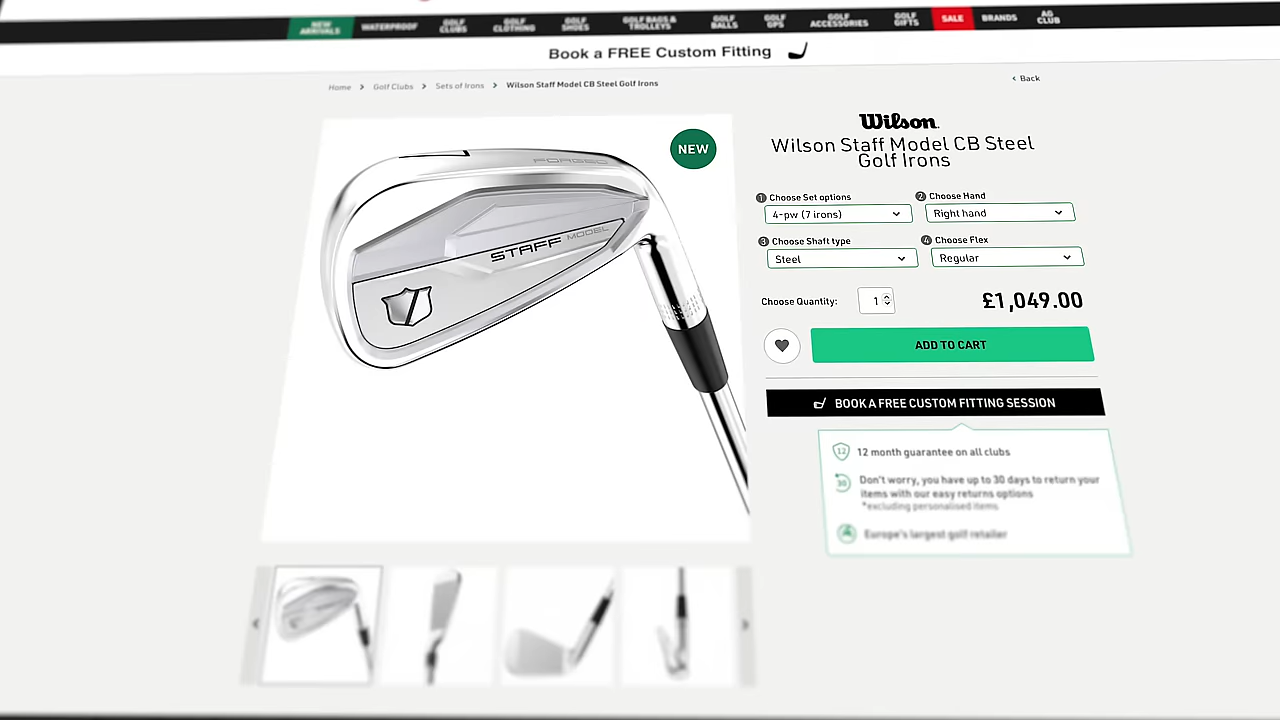 NEW ARRIVALS
WATERPROOF
GOLF CLUBS
GOLF CLOTHING
GOLF SHOES
GOLF BAGS & TROLLEYS
GOLF BALLS
GOLF GPS
GOLF ACCESSORIES
GOLF GIFTS
SALE
BRANDS
AG CLUB
Book a FREE Custom Fitting
Home > Golf Clubs > Sets of Irons > Wilson Staff Model CB Steel Golf Irons
< Back
NEW
FORGED
STAFF MODEL
Wilson.
Wilson Staff Model CB Steel
Golf Irons
1 Choose Set options
4-pw (7 irons)
2 Choose Hand
Right hand
3 Choose Shaft type
Steel
4 Choose Flex
Regular
Choose Quantity: 1
£1,049.00
ADD TO CART
BOOK A FREE CUSTOM FITTING SESSION
12 12 month guarantee on all clubs
30 Don't worry, you have up to 30 days to return your
items with our easy returns options
*excluding personalised items
Europe's largest golf retailer